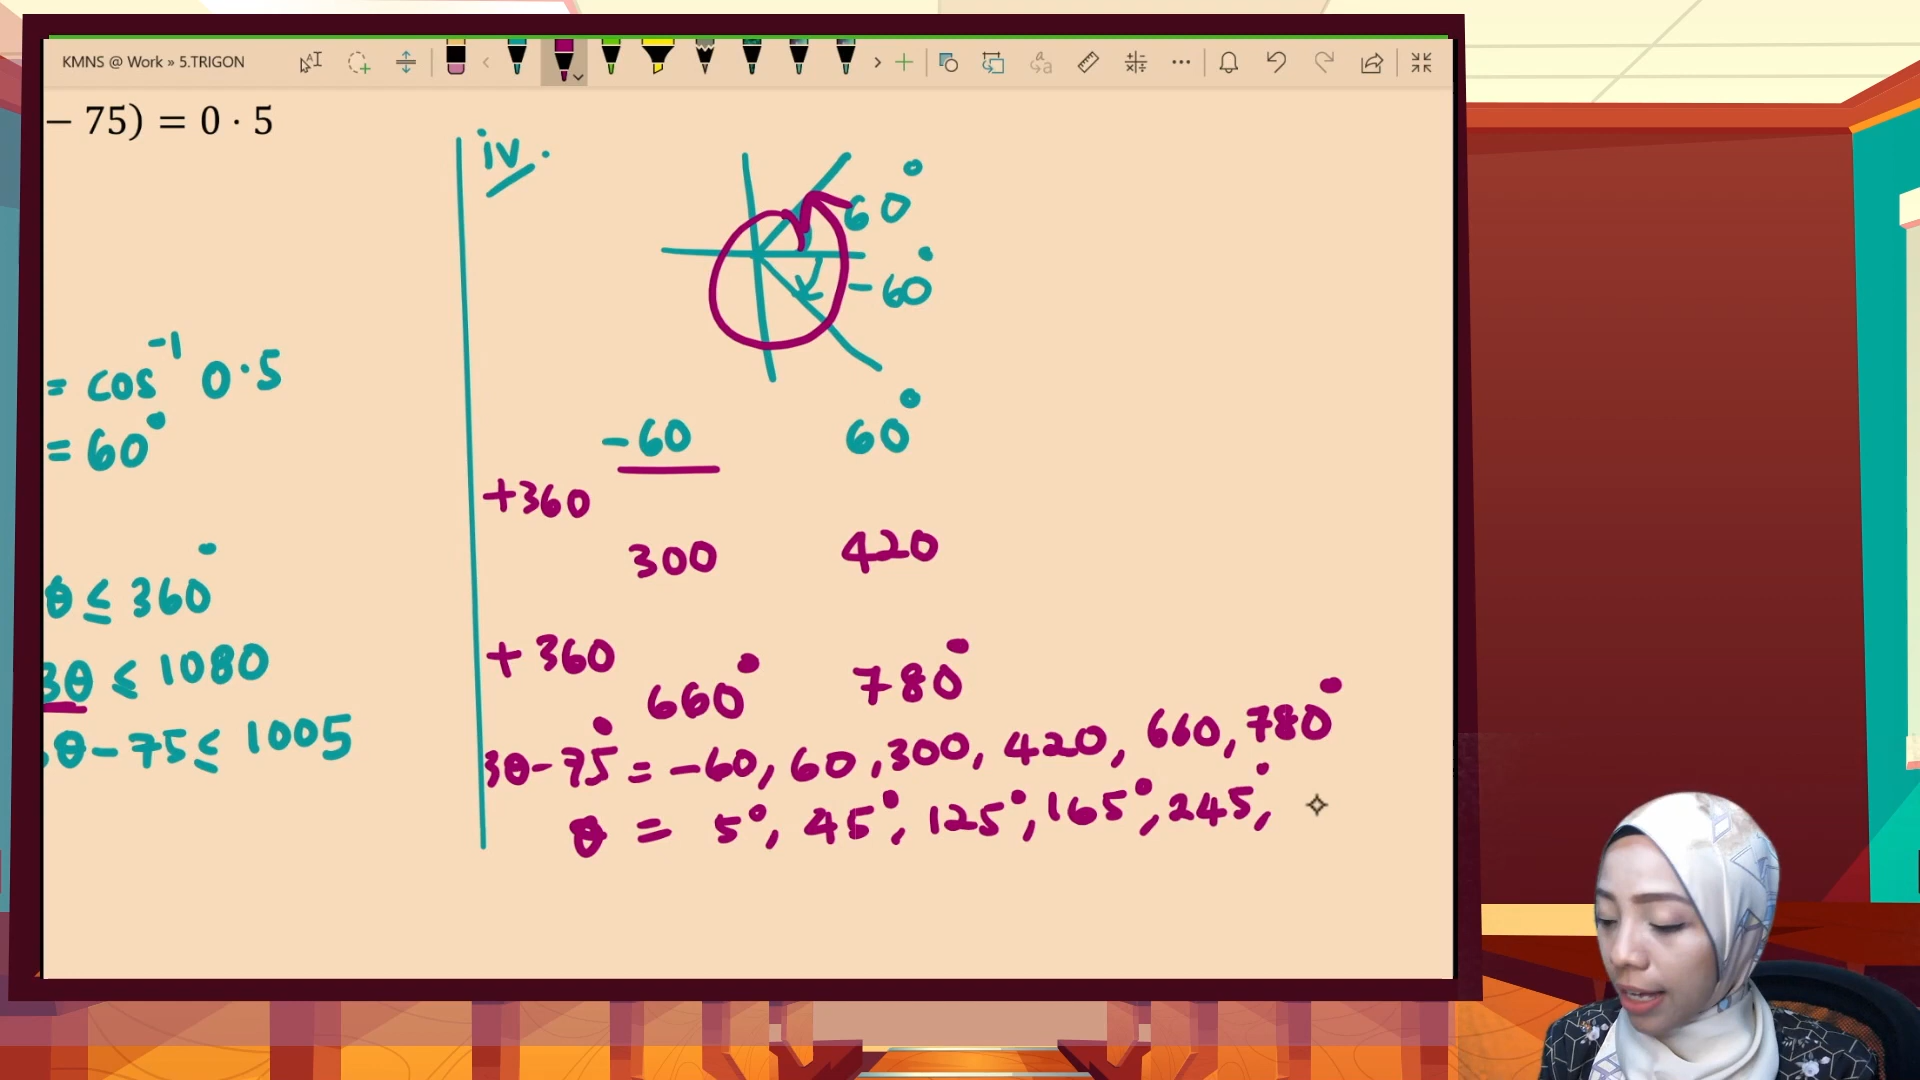 KMNS @ Work » 5.TRIGON
− 75) = 0 · 5
= cos⁻¹ 0·5
= 60°
θ ≤ 360°
3θ ≤ 1080
θ − 75 ≤ 1005
iv.
60°
−60°
−60 60°
+360
300 420
+360
660° 780°
3θ − 75° = −60, 60, 300, 420, 660, 780°
θ = 5°, 45°, 125°, 165°, 245°,